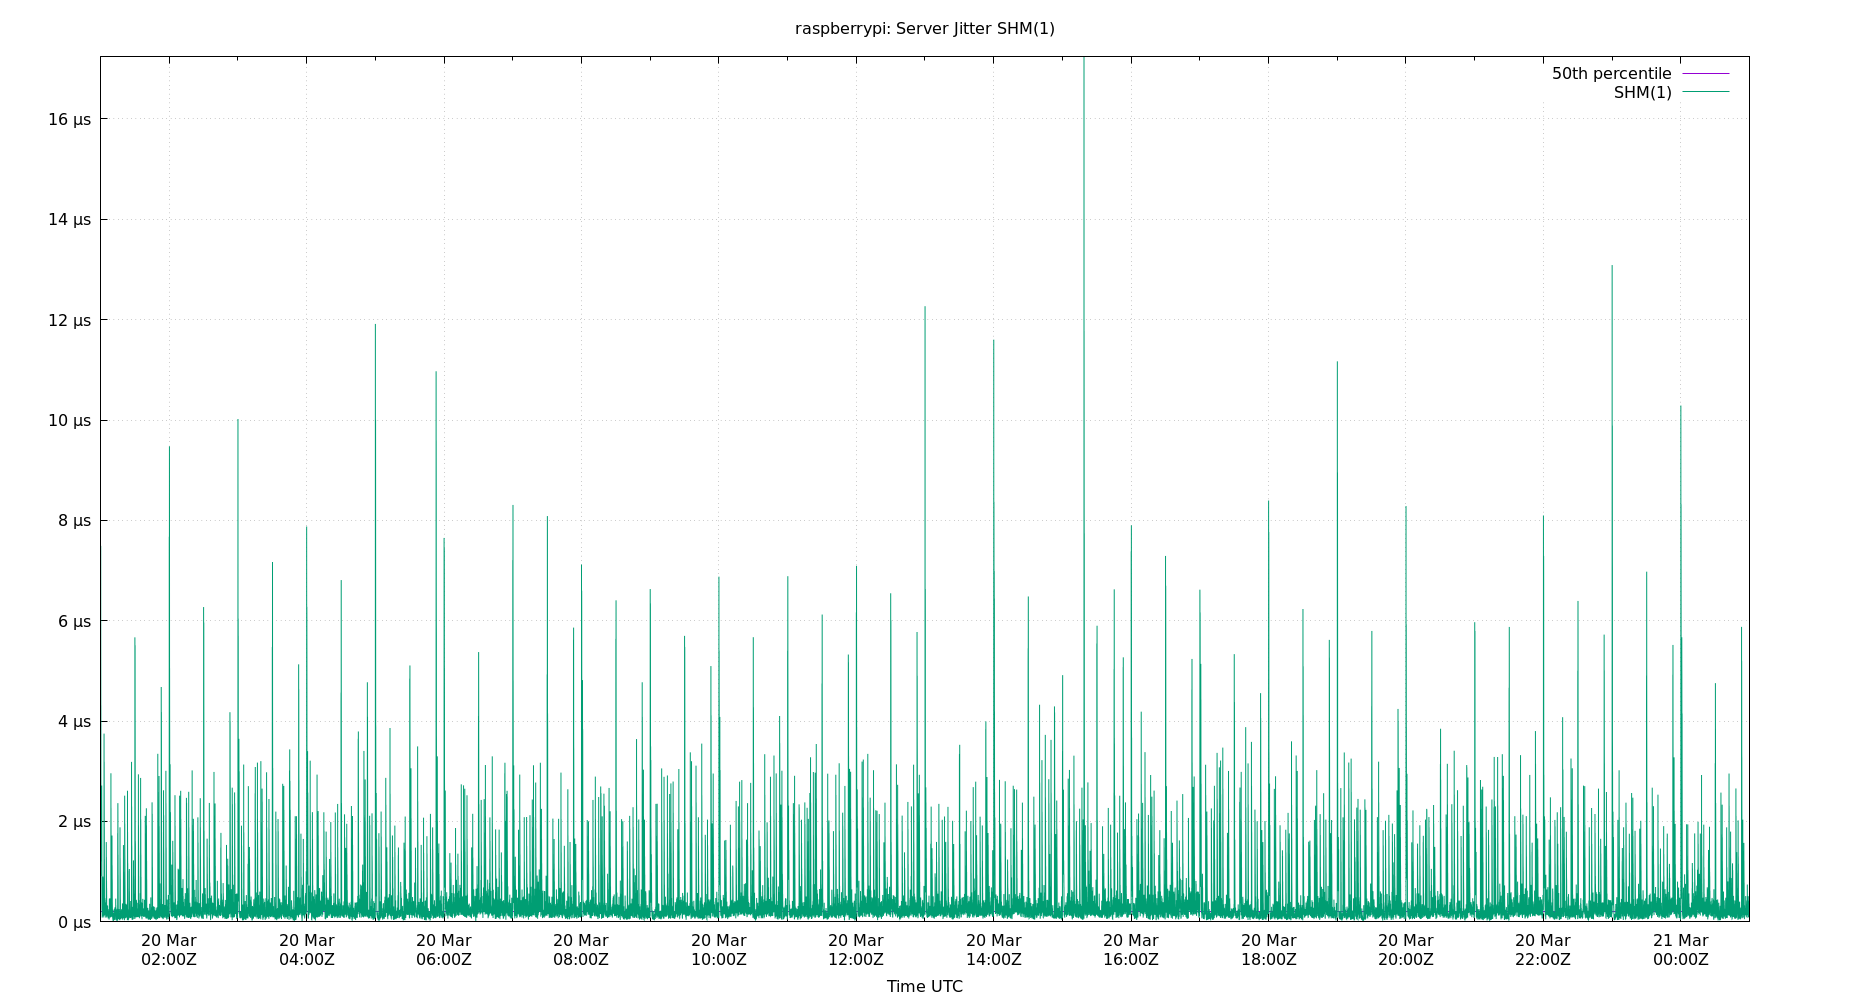 raspberrypi: Server Jitter SHM(1)
50th percentile
SHM(1)
16 µs
14 µs
12 µs
10 µs
8 µs
6 µs
4 µs
2 µs
0 µs
20 Mar 20 Mar 20 Mar 20 Mar 20 Mar 20 Mar 20 Mar 20 Mar 20 Mar 20 Mar 20 Mar 21 Mar
02:00Z 04:00Z 06:00Z 08:00Z 10:00Z 12:00Z 14:00Z 16:00Z 18:00Z 20:00Z 22:00Z 00:00Z
Time UTC